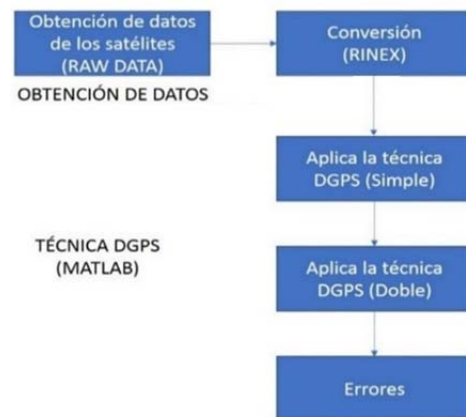 Obtención de datos
de los satélites
(RAW DATA)
Conversión
(RINEX)
OBTENCIÓN DE DATOS
Aplica la técnica
DGPS (Simple)
TÉCNICA DGPS
(MATLAB)
Aplica la técnica
DGPS (Doble)
Errores